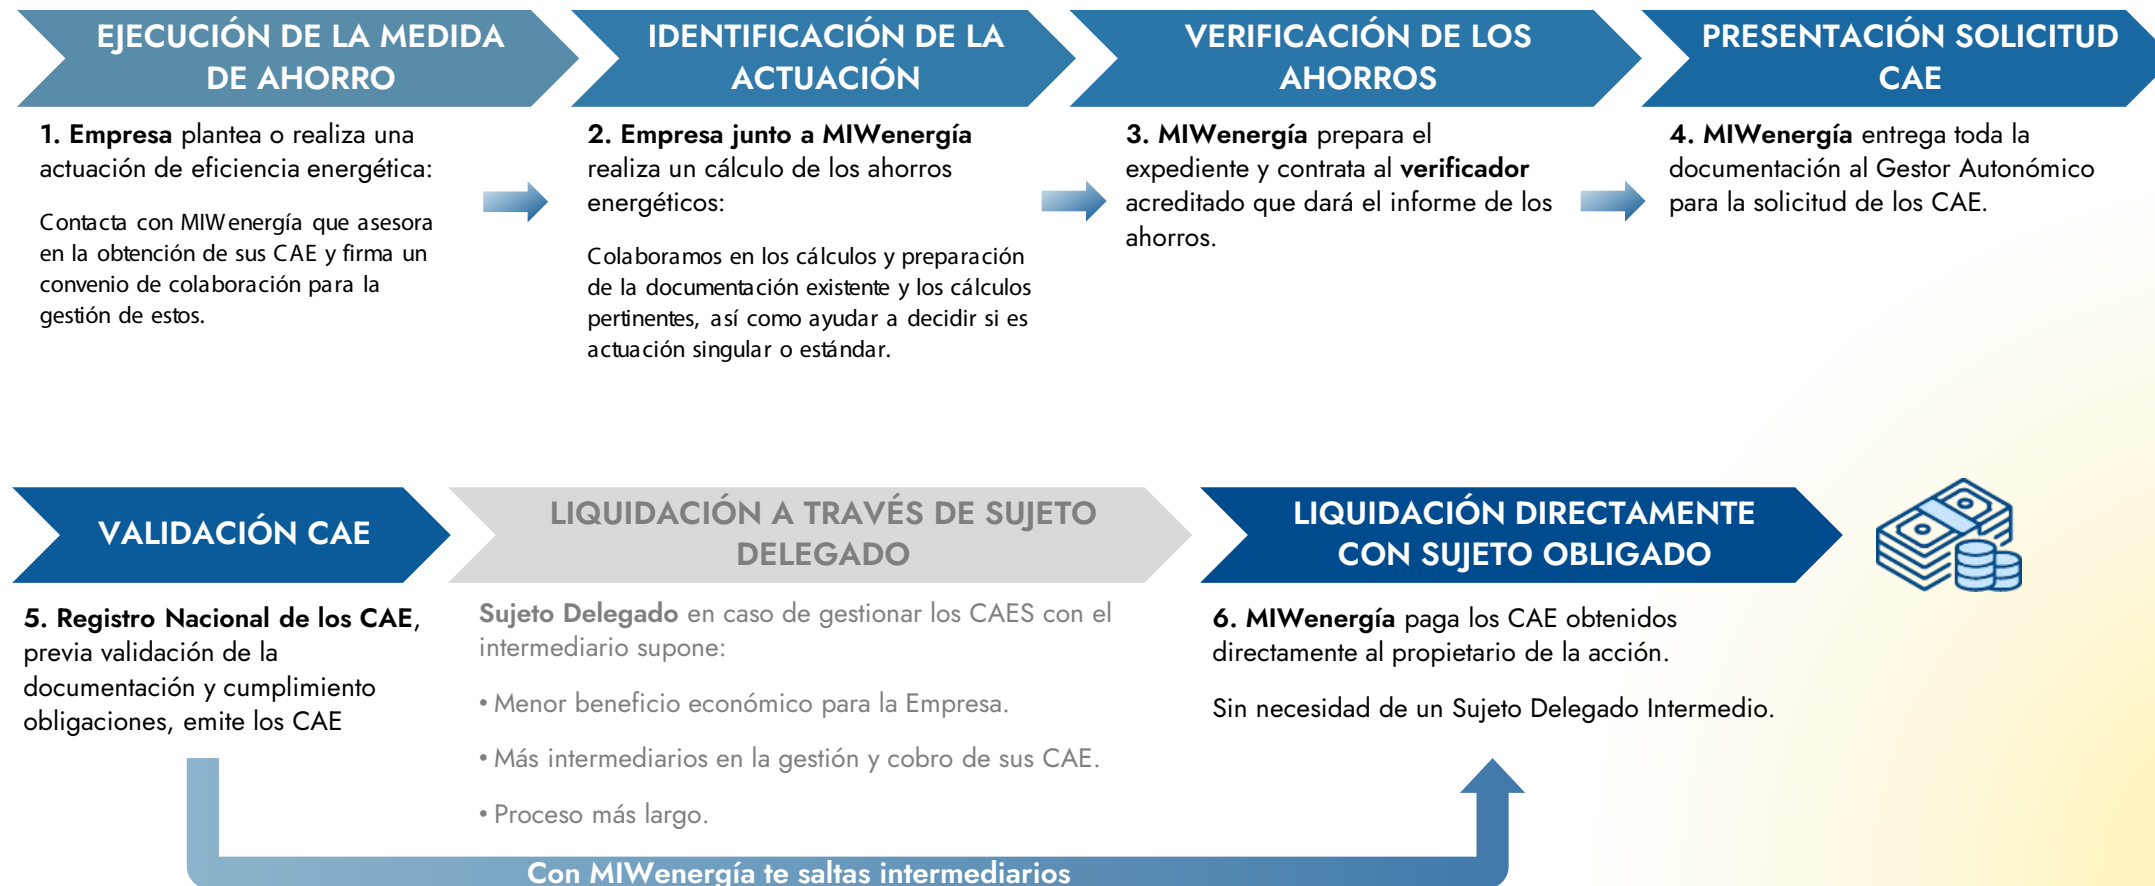 EJECUCIÓN DE LA MEDIDA
DE AHORRO
1. Empresa plantea o realiza una
actuación de eficiencia energética:
Contacta con MIWenergía que asesora
en la obtención de sus CAE y firma un
convenio de colaboración para la
gestión de estos.
IDENTIFICACIÓN DE LA
ACTUACIÓN
2. Empresa junto a MIWenergía
realiza un cálculo de los ahorros
energéticos:
Colaboramos en los cálculos y preparación
de la documentación existente y los cálculos
pertinentes, así como ayudar a decidir si es
actuación singular o estándar.
VERIFICACIÓN DE LOS
AHORROS
3. MIWenergía prepara el
expediente y contrata al verificador
acreditado que dará el informe de los
ahorros.
PRESENTACIÓN SOLICITUD
CAE
4. MIWenergía entrega toda la
documentación al Gestor Autonómico
para la solicitud de los CAE.
VALIDACIÓN CAE
5. Registro Nacional de los CAE,
previa validación de la
documentación y cumplimiento
obligaciones, emite los CAE
LIQUIDACIÓN A TRAVÉS DE SUJETO
DELEGADO
Sujeto Delegado en caso de gestionar los CAES con el
intermediario supone:
• Menor beneficio económico para la Empresa.
• Más intermediarios en la gestión y cobro de sus CAE.
• Proceso más largo.
LIQUIDACIÓN DIRECTAMENTE
CON SUJETO OBLIGADO
6. MIWenergía paga los CAE obtenidos
directamente al propietario de la acción.
Sin necesidad de un Sujeto Delegado Intermedio.
Con MIWenergía te saltas intermediarios